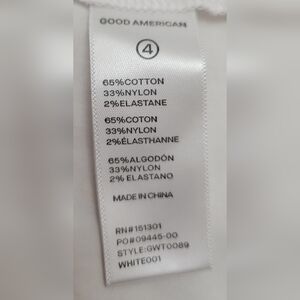 GOOD AMERICAN
4
65%COTTON
33%NYLON
2%ELASTANE
65%COTON
33%NYLON
2%ÉLASTHANNE
65%ALGODÓN
33%NYLON
2% ELASTANO
MADE IN CHINA
RN#151301
PO#09445-00
STYLE:GWT0089
WHITE001